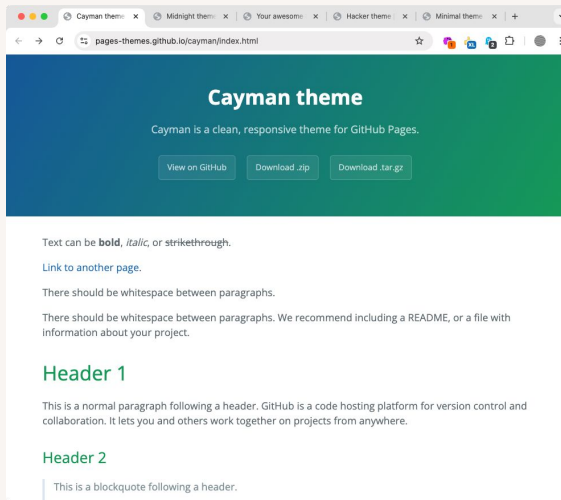 Cayman theme
Midnight theme
Your awesome
Hacker theme
Minimal theme
pages-themes.github.io/cayman/index.html
1
XL
2
Cayman theme
Cayman is a clean, responsive theme for GitHub Pages.
View on GitHub
Download .zip
Download .tar.gz
Text can be bold, italic, or strikethrough.
Link to another page.
There should be whitespace between paragraphs.
There should be whitespace between paragraphs. We recommend including a README, or a file with
information about your project.
Header 1
This is a normal paragraph following a header. GitHub is a code hosting platform for version control and
collaboration. It lets you and others work together on projects from anywhere.
Header 2
This is a blockquote following a header.